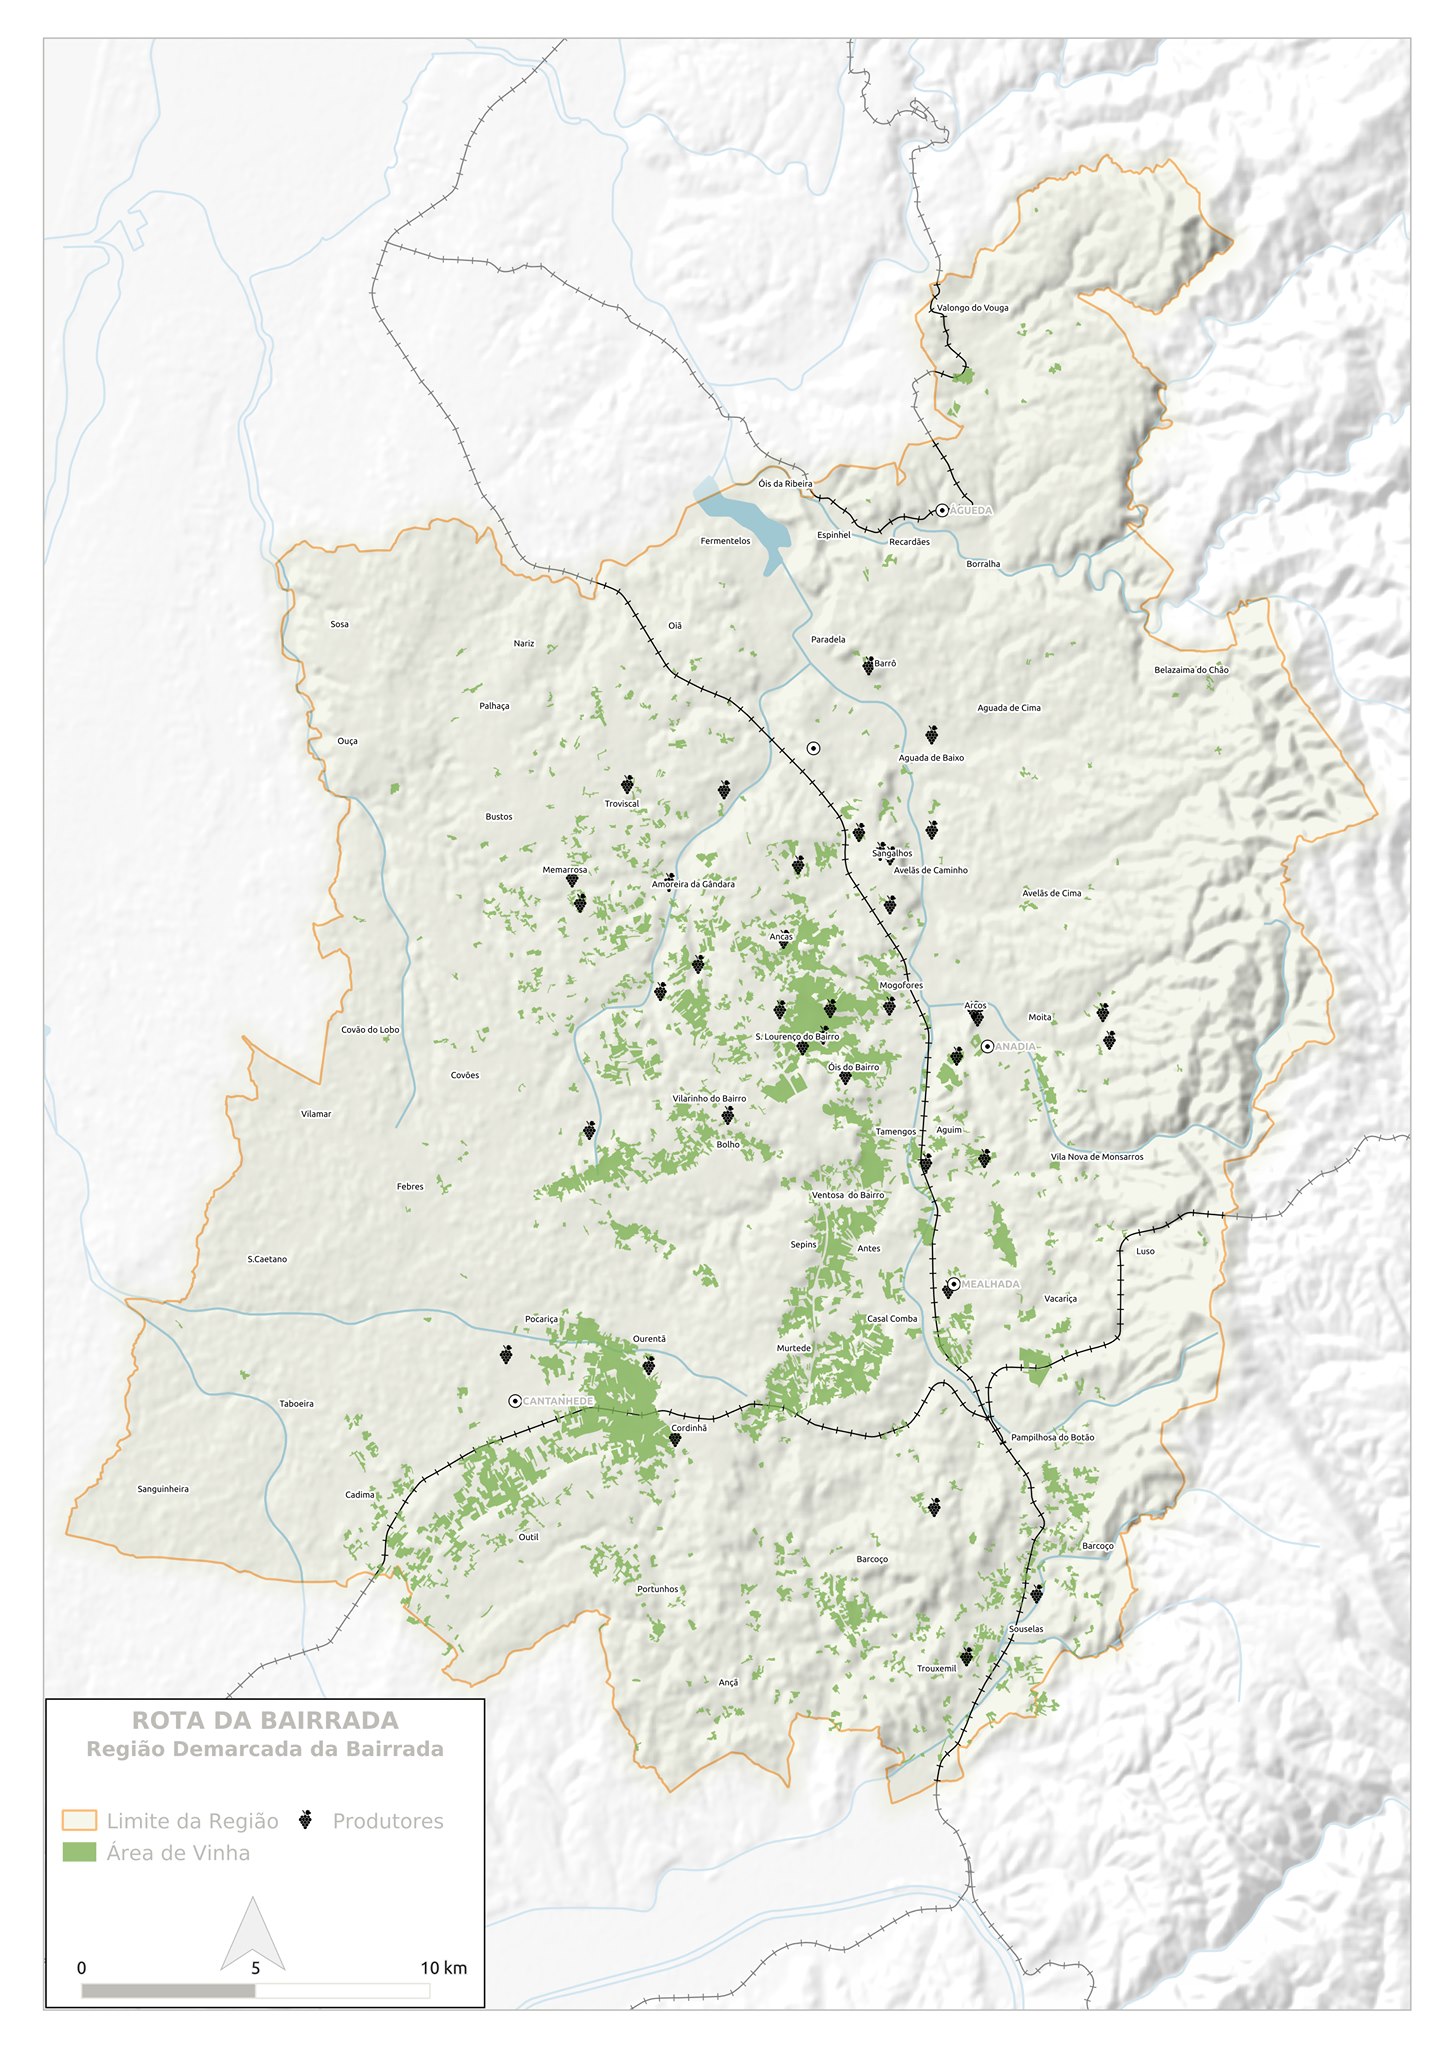 Valongo do Vouga
Óis da Ribeira
ÁGUEDA
Espinhel
Fermentelos
Recardães
Borralha
Sosa
Oiã
Nariz
Paradela
Barrô
Belazaima do Chão
Palhaça
Aguada de Cima
Ouça
Aguada de Baixo
Troviscal
Bustos
Sangalhos
Memarrosa
Avelãs de Caminho
Amoreira da Gândara
Avelãs de Cima
Ancas
Mogofores
Arcos
Moita
Covão do Lobo
S. Lourenço do Bairro
ANADIA
Óis do Bairro
Covões
Vilarinho do Bairro
Vilamar
Tamengos
Aguim
Bolho
Vila Nova de Monsarros
Febres
Ventosa do Bairro
Sepins
Antes
Luso
S.Caetano
MEALHADA
Vacariça
Pocariça
Casal Comba
Ourentã
Murtede
CANTANHEDE
Taboeira
Cordinhã
Pampilhosa do Botão
Sanguinheira
Cadima
Outil
Barcoço
Barcoço
Portunhos
Souselas
Trouxemil
Ançã
ROTA DA BAIRRADA
Região Demarcada da Bairrada
Limite da Região
Produtores
Área de Vinha
0 5 10 km